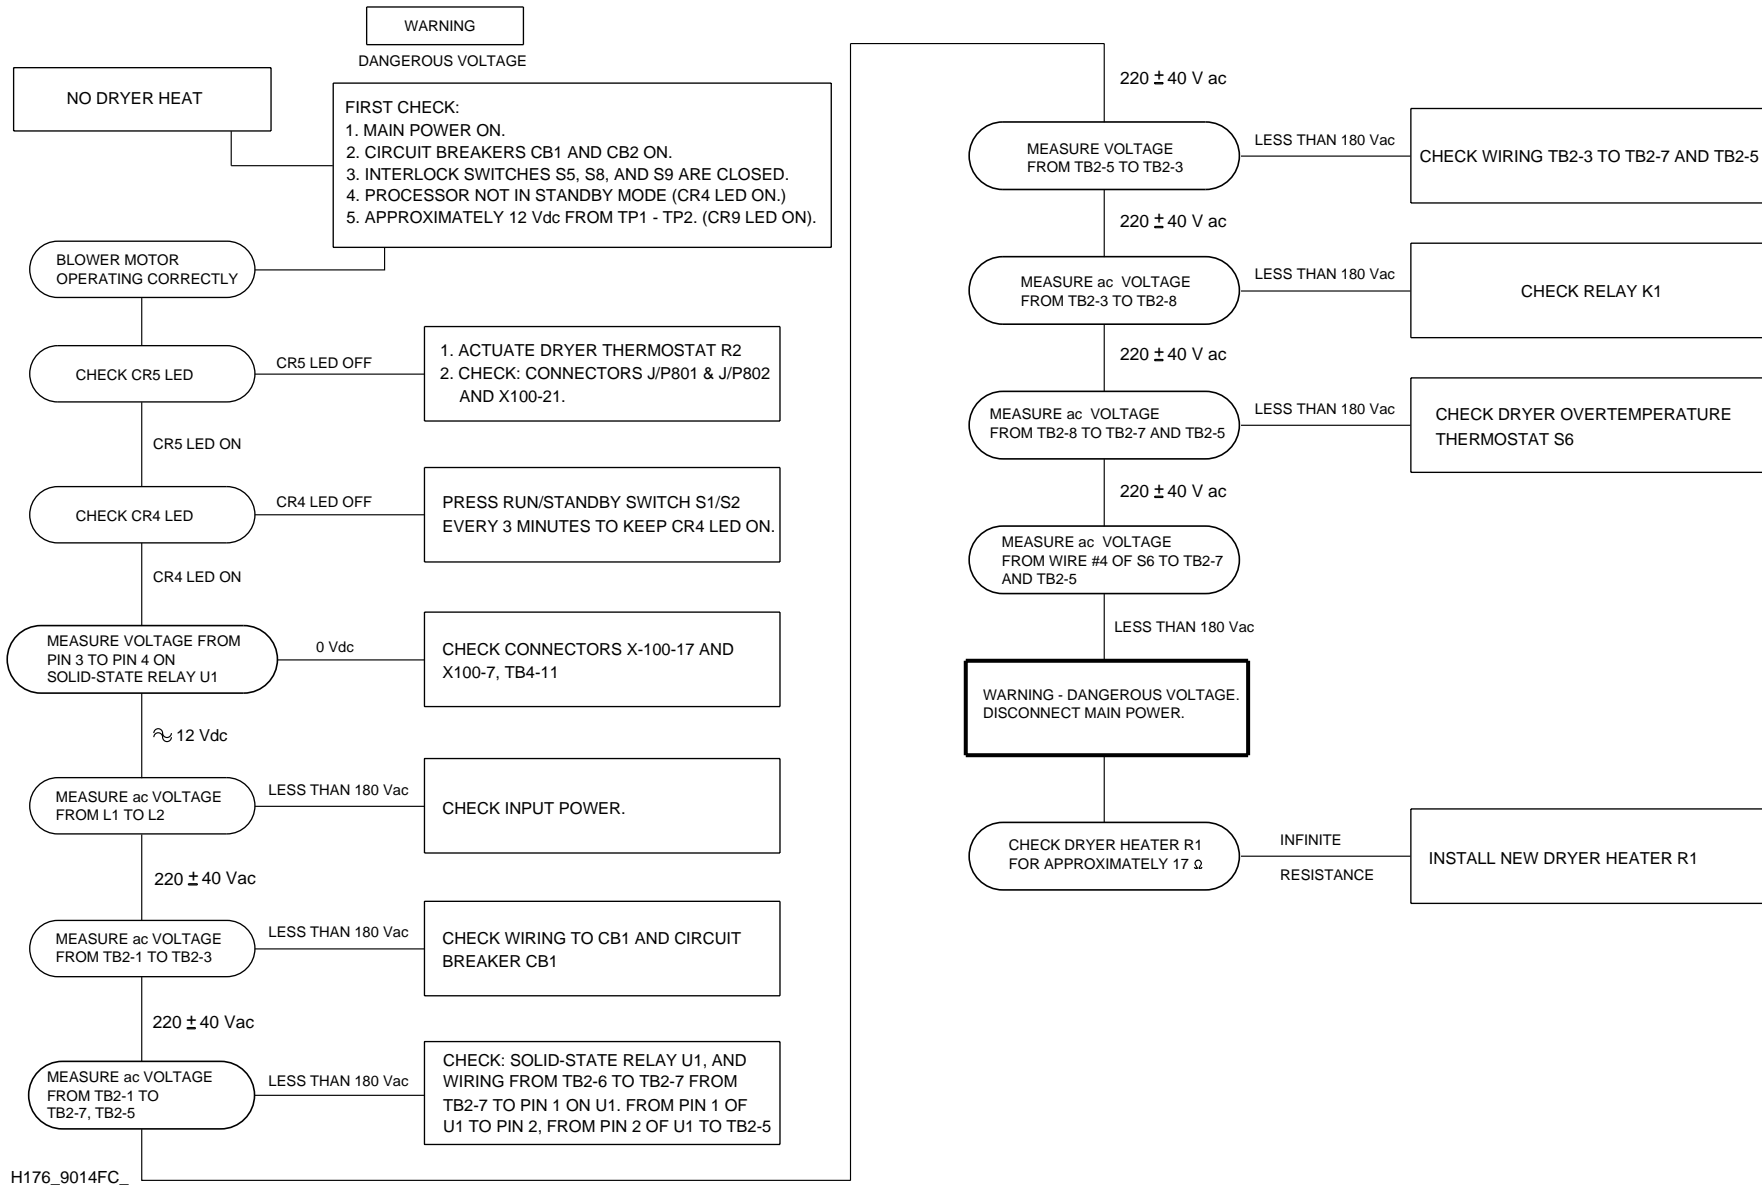 WARNING
DANGEROUS VOLTAGE
NO DRYER HEAT
FIRST CHECK:
1. MAIN POWER ON.
2. CIRCUIT BREAKERS CB1 AND CB2 ON.
3. INTERLOCK SWITCHES S5, S8, AND S9 ARE CLOSED.
4. PROCESSOR NOT IN STANDBY MODE (CR4 LED ON.)
5. APPROXIMATELY 12 Vdc FROM TP1 - TP2. (CR9 LED ON).
BLOWER MOTOR
OPERATING CORRECTLY
CHECK CR5 LED
CR5 LED OFF
1. ACTUATE DRYER THERMOSTAT R2
2. CHECK: CONNECTORS J/P801 & J/P802
AND X100-21.
CR5 LED ON
CHECK CR4 LED
CR4 LED OFF
PRESS RUN/STANDBY SWITCH S1/S2
EVERY 3 MINUTES TO KEEP CR4 LED ON.
CR4 LED ON
MEASURE VOLTAGE FROM
PIN 3 TO PIN 4 ON
SOLID-STATE RELAY U1
0 Vdc
CHECK CONNECTORS X-100-17 AND
X100-7, TB4-11
≈ 12 Vdc
MEASURE ac VOLTAGE
FROM L1 TO L2
LESS THAN 180 Vac
CHECK INPUT POWER.
220 ± 40 Vac
MEASURE ac VOLTAGE
FROM TB2-1 TO TB2-3
LESS THAN 180 Vac
CHECK WIRING TO CB1 AND CIRCUIT
BREAKER CB1
220 ± 40 Vac
MEASURE ac VOLTAGE
FROM TB2-1 TO
TB2-7, TB2-5
LESS THAN 180 Vac
CHECK: SOLID-STATE RELAY U1, AND
WIRING FROM TB2-6 TO TB2-7 FROM
TB2-7 TO PIN 1 ON U1. FROM PIN 1 OF
U1 TO PIN 2, FROM PIN 2 OF U1 TO TB2-5
H176_9014FC_
220 ± 40 V ac
MEASURE VOLTAGE
FROM TB2-5 TO TB2-3
LESS THAN 180 Vac
CHECK WIRING TB2-3 TO TB2-7 AND TB2-5
220 ± 40 V ac
MEASURE ac VOLTAGE
FROM TB2-3 TO TB2-8
LESS THAN 180 Vac
CHECK RELAY K1
220 ± 40 V ac
MEASURE ac VOLTAGE
FROM TB2-8 TO TB2-7 AND TB2-5
LESS THAN 180 Vac
CHECK DRYER OVERTEMPERATURE
THERMOSTAT S6
220 ± 40 V ac
MEASURE ac VOLTAGE
FROM WIRE #4 OF S6 TO TB2-7
AND TB2-5
LESS THAN 180 Vac
WARNING - DANGEROUS VOLTAGE.
DISCONNECT MAIN POWER.
CHECK DRYER HEATER R1
FOR APPROXIMATELY 17 Ω
INFINITE
RESISTANCE
INSTALL NEW DRYER HEATER R1